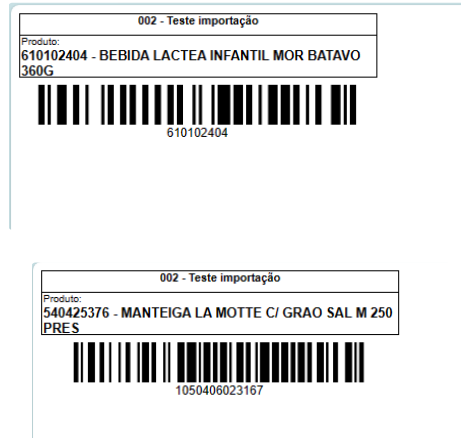 002 - Teste importação
Produto:
610102404 - BEBIDA LACTEA INFANTIL MOR BATAVO
360G
610102404
002 - Teste importação
Produto:
540425376 - MANTEIGA LA MOTTE C/ GRAO SAL M 250
PRES
1050406023167